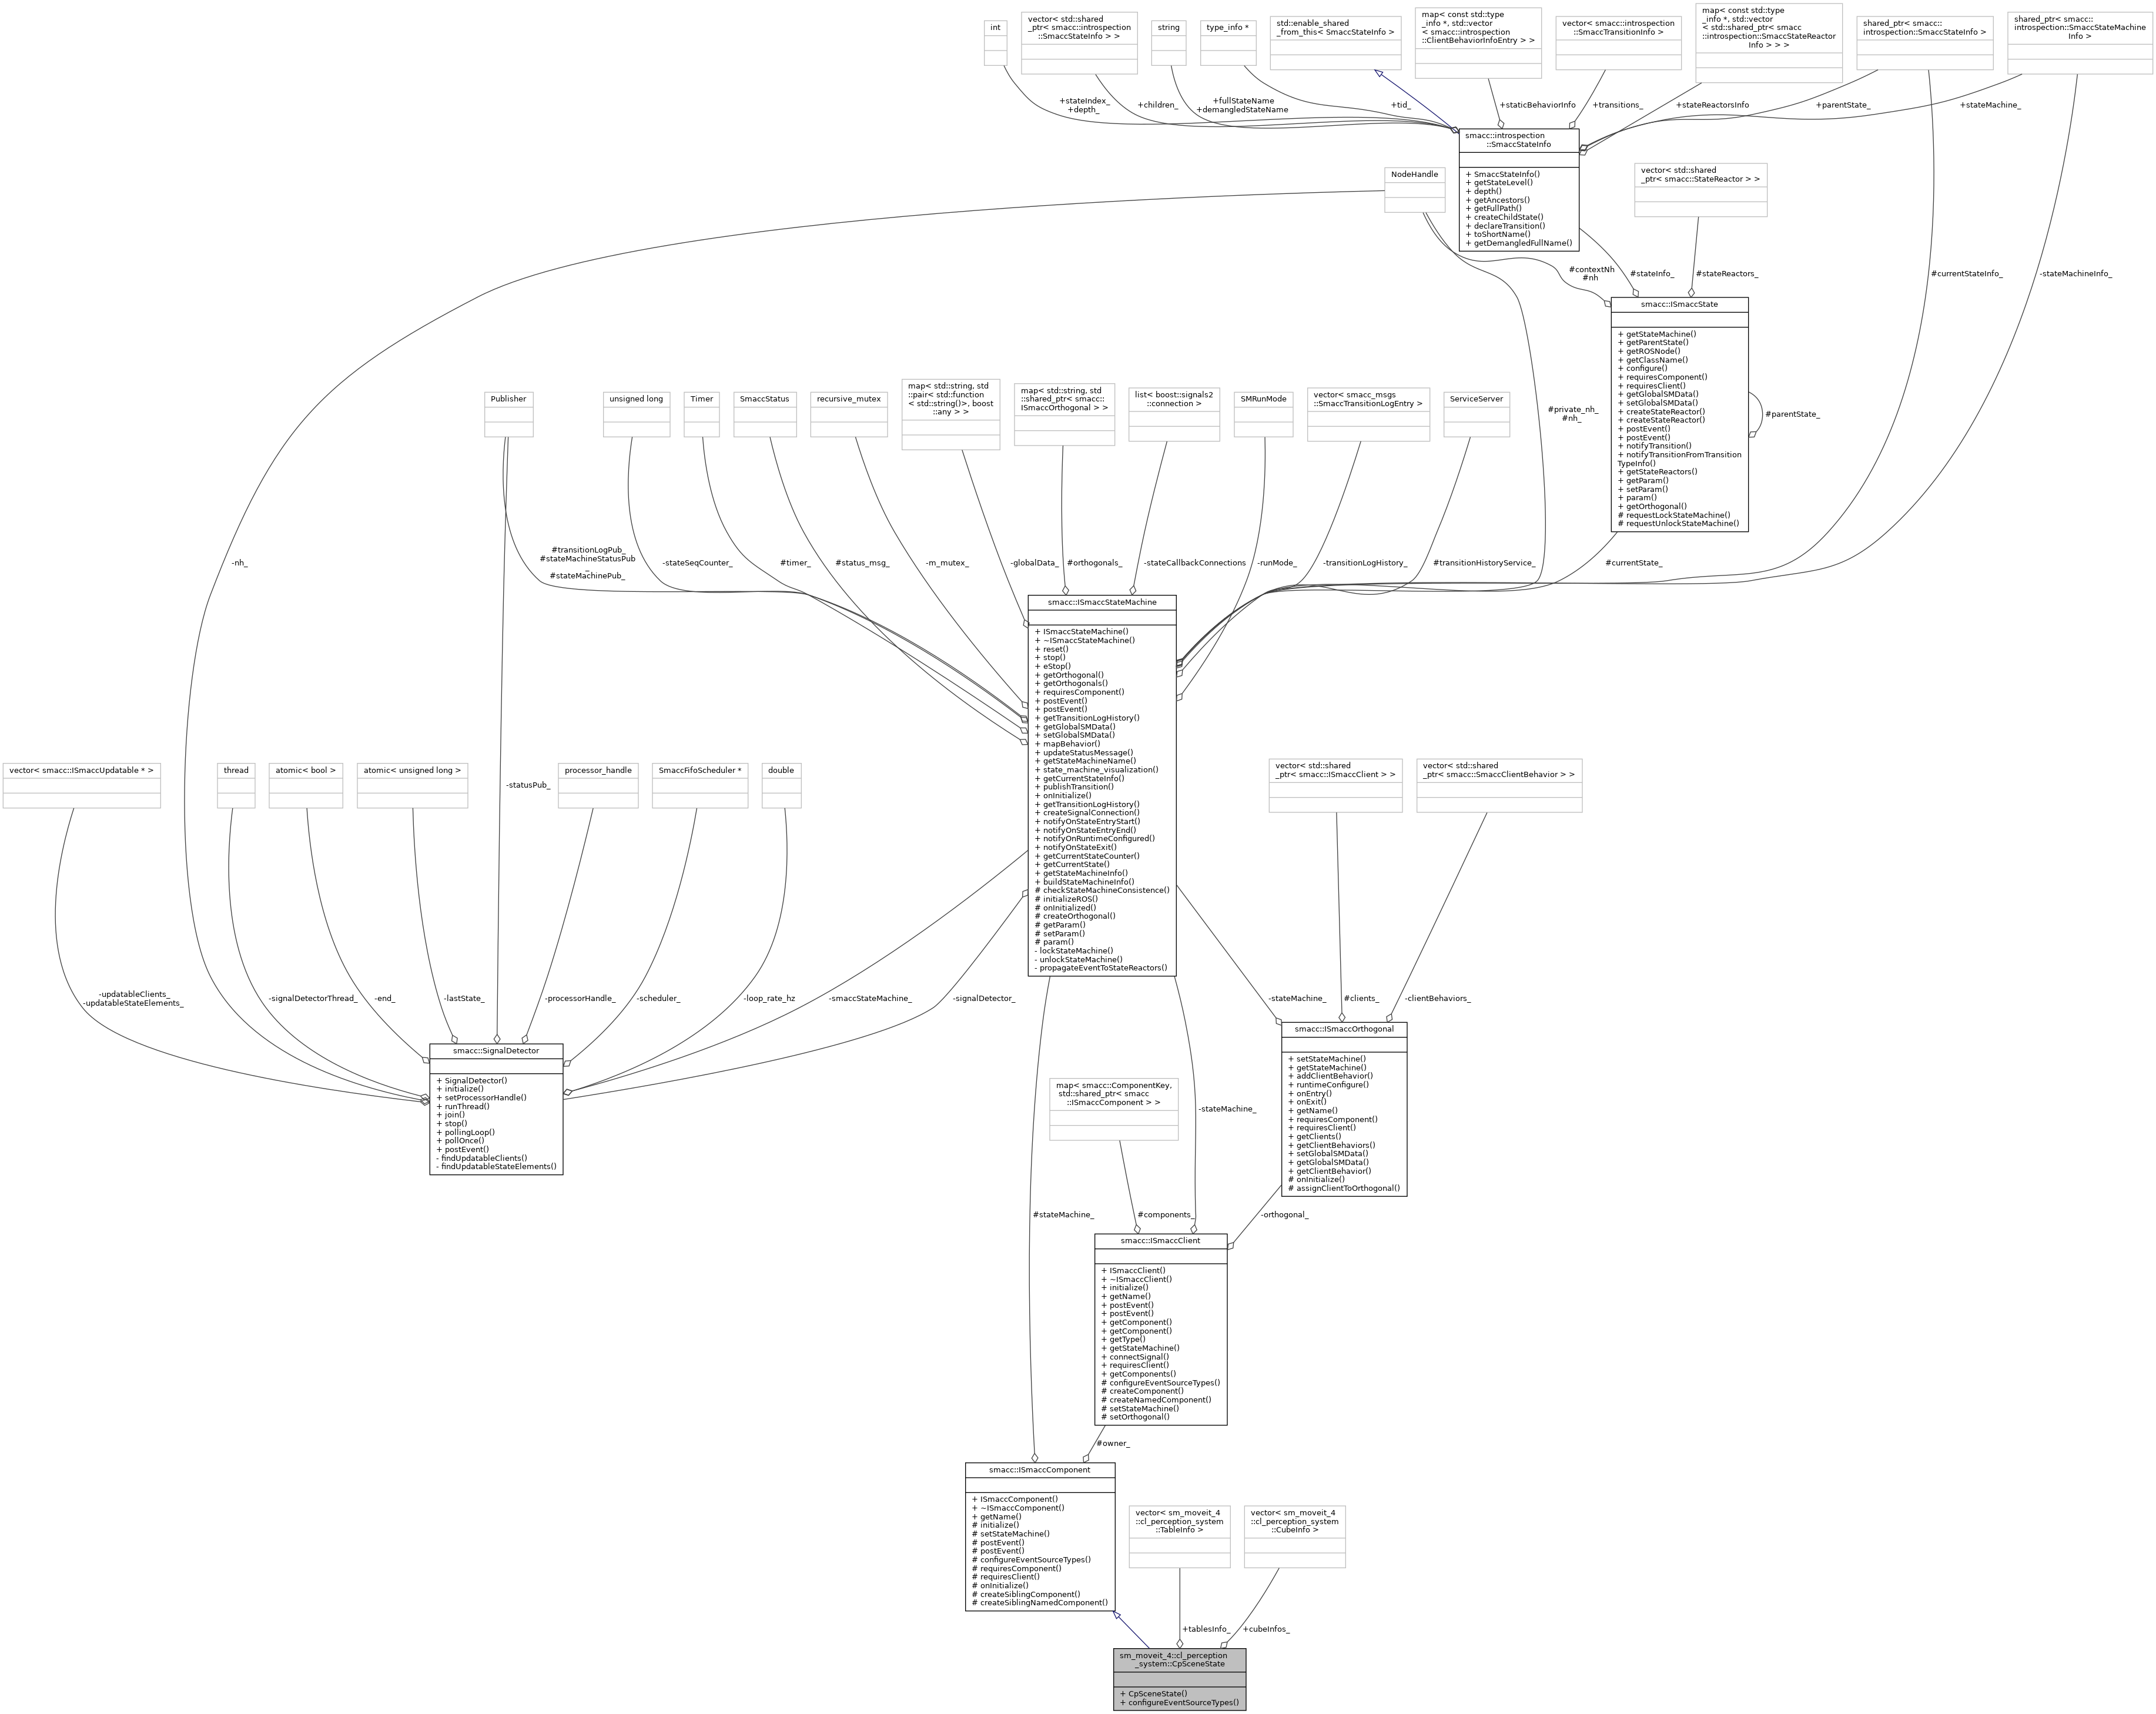 int
vector< std::shared
_ptr< smacc::introspection
::SmaccStateInfo > >
string
type_info *
std::enable_shared
_from_this< SmaccStateInfo >
map< const std::type
_info *, std::vector
< smacc::introspection
::ClientBehaviorInfoEntry > >
vector< smacc::introspection
::SmaccTransitionInfo >
map< const std::type
_info *, std::vector
< std::shared_ptr< smacc
::introspection::SmaccStateReactor
Info > > >
shared_ptr< smacc::
introspection::SmaccStateInfo >
shared_ptr< smacc::
introspection::SmaccStateMachine
Info >
+stateIndex_
+depth_
+children_
+fullStateName
+demangledStateName
+tid_
+staticBehaviorInfo
+transitions_
+stateReactorsInfo
+parentState_
+stateMachine_
smacc::introspection
::SmaccStateInfo
+ SmaccStateInfo()
+ getStateLevel()
+ depth()
+ getAncestors()
+ getFullPath()
+ createChildState()
+ declareTransition()
+ toShortName()
+ getDemangledFullName()
NodeHandle
vector< std::shared
_ptr< smacc::StateReactor > >
#contextNh
#nh
#stateInfo_
#stateReactors_
#currentStateInfo_
-stateMachineInfo_
smacc::ISmaccState
+ getStateMachine()
+ getParentState()
+ getROSNode()
+ getClassName()
+ configure()
+ requiresComponent()
+ requiresClient()
+ getGlobalSMData()
+ setGlobalSMData()
+ createStateReactor()
+ createStateReactor()
+ postEvent()
+ postEvent()
+ notifyTransition()
+ notifyTransitionFromTransition
TypeInfo()
+ getStateReactors()
+ getParam()
+ setParam()
+ param()
+ getOrthogonal()
# requestLockStateMachine()
# requestUnlockStateMachine()
#parentState_
Publisher
unsigned long
Timer
SmaccStatus
recursive_mutex
map< std::string, std
::pair< std::function
< std::string()>, boost
::any > >
map< std::string, std
::shared_ptr< smacc::
ISmaccOrthogonal > >
list< boost::signals2
::connection >
SMRunMode
vector< smacc_msgs
::SmaccTransitionLogEntry >
ServiceServer
#private_nh_
#nh_
-nh_
#transitionLogPub_
#stateMachineStatusPub
_
#stateMachinePub_
-stateSeqCounter_
#timer_
#status_msg_
-m_mutex_
-globalData_
#orthogonals_
-stateCallbackConnections
-runMode_
-transitionLogHistory_
#transitionHistoryService_
#currentState_
smacc::ISmaccStateMachine
+ ISmaccStateMachine()
+ ~ISmaccStateMachine()
+ reset()
+ stop()
+ eStop()
+ getOrthogonal()
+ getOrthogonals()
+ requiresComponent()
+ postEvent()
+ postEvent()
+ getTransitionLogHistory()
+ getGlobalSMData()
+ setGlobalSMData()
+ mapBehavior()
+ updateStatusMessage()
+ getStateMachineName()
+ state_machine_visualization()
+ getCurrentStateInfo()
+ publishTransition()
+ onInitialize()
+ getTransitionLogHistory()
+ createSignalConnection()
+ notifyOnStateEntryStart()
+ notifyOnStateEntryEnd()
+ notifyOnRuntimeConfigured()
+ notifyOnStateExit()
+ getCurrentStateCounter()
+ getCurrentState()
+ getStateMachineInfo()
+ buildStateMachineInfo()
# checkStateMachineConsistence()
# initializeROS()
# onInitialized()
# createOrthogonal()
# getParam()
# setParam()
# param()
- lockStateMachine()
- unlockStateMachine()
- propagateEventToStateReactors()
vector< smacc::ISmaccUpdatable * >
thread
atomic< bool >
atomic< unsigned long >
-statusPub_
processor_handle
SmaccFifoScheduler *
double
vector< std::shared
_ptr< smacc::ISmaccClient > >
vector< std::shared
_ptr< smacc::SmaccClientBehavior > >
-updatableClients_
-updatableStateElements_
-signalDetectorThread_
-end_
-lastState_
-processorHandle_
-scheduler_
-loop_rate_hz
-smaccStateMachine_
-signalDetector_
-stateMachine_
#clients_
-clientBehaviors_
smacc::SignalDetector
+ SignalDetector()
+ initialize()
+ setProcessorHandle()
+ runThread()
+ join()
+ stop()
+ pollingLoop()
+ pollOnce()
+ postEvent()
- findUpdatableClients()
- findUpdatableStateElements()
smacc::ISmaccOrthogonal
+ setStateMachine()
+ getStateMachine()
+ addClientBehavior()
+ runtimeConfigure()
+ onEntry()
+ onExit()
+ getName()
+ requiresComponent()
+ requiresClient()
+ getClients()
+ getClientBehaviors()
+ setGlobalSMData()
+ getGlobalSMData()
+ getClientBehavior()
# onInitialize()
# assignClientToOrthogonal()
map< smacc::ComponentKey,
std::shared_ptr< smacc
::ISmaccComponent > >
-stateMachine_
#stateMachine_
#components_
-orthogonal_
smacc::ISmaccClient
+ ISmaccClient()
+ ~ISmaccClient()
+ initialize()
+ getName()
+ postEvent()
+ postEvent()
+ getComponent()
+ getComponent()
+ getType()
+ getStateMachine()
+ connectSignal()
+ requiresClient()
+ getComponents()
# configureEventSourceTypes()
# createComponent()
# createNamedComponent()
# setStateMachine()
# setOrthogonal()
#owner_
smacc::ISmaccComponent
+ ISmaccComponent()
+ ~ISmaccComponent()
+ getName()
# initialize()
# setStateMachine()
# postEvent()
# postEvent()
# configureEventSourceTypes()
# requiresComponent()
# requiresClient()
# onInitialize()
# createSiblingComponent()
# createSiblingNamedComponent()
vector< sm_moveit_4
::cl_perception_system
::TableInfo >
vector< sm_moveit_4
::cl_perception_system
::CubeInfo >
+tablesInfo_
+cubeInfos_
sm_moveit_4::cl_perception
_system::CpSceneState
+ CpSceneState()
+ configureEventSourceTypes()